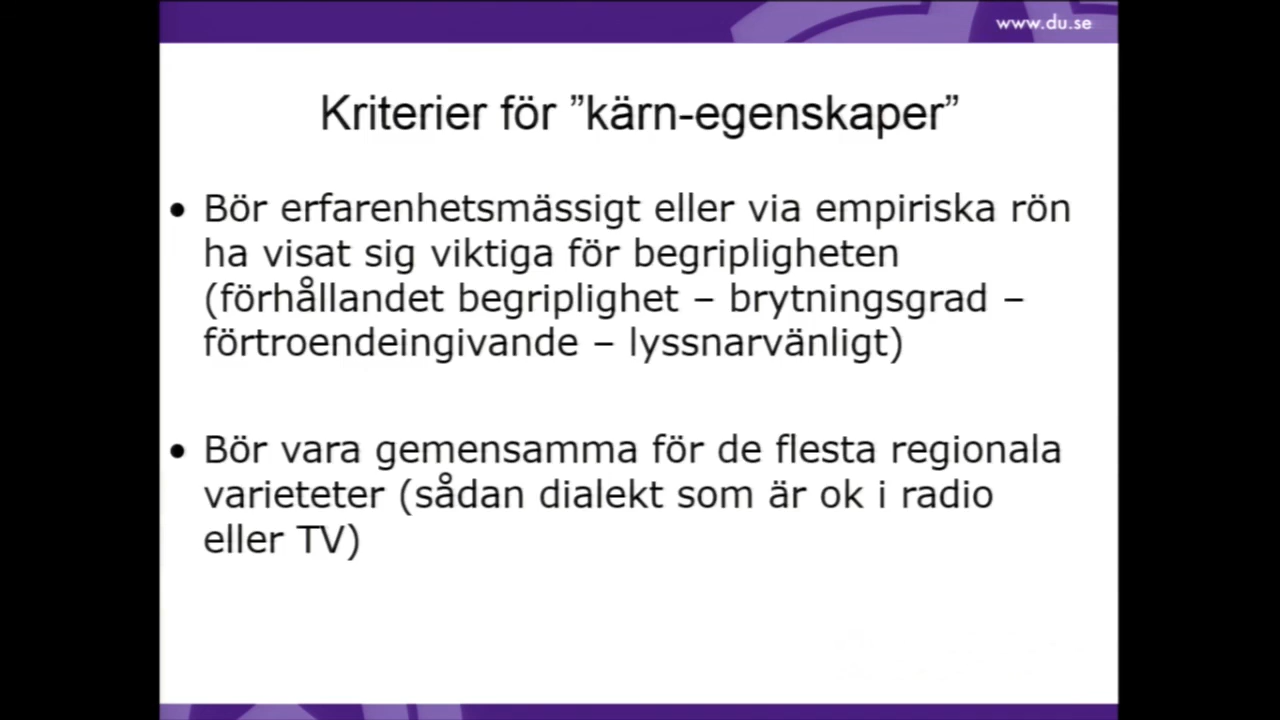 www.du.se
Kriterier för ”kärn-egenskaper”
• Bör erfarenhetsmässigt eller via empiriska rön
ha visat sig viktiga för begripligheten
(förhållandet begriplighet – brytningsgrad –
förtroendeingivande – lyssnarvänligt)
• Bör vara gemensamma för de flesta regionala
varieteter (sådan dialekt som är ok i radio
eller TV)